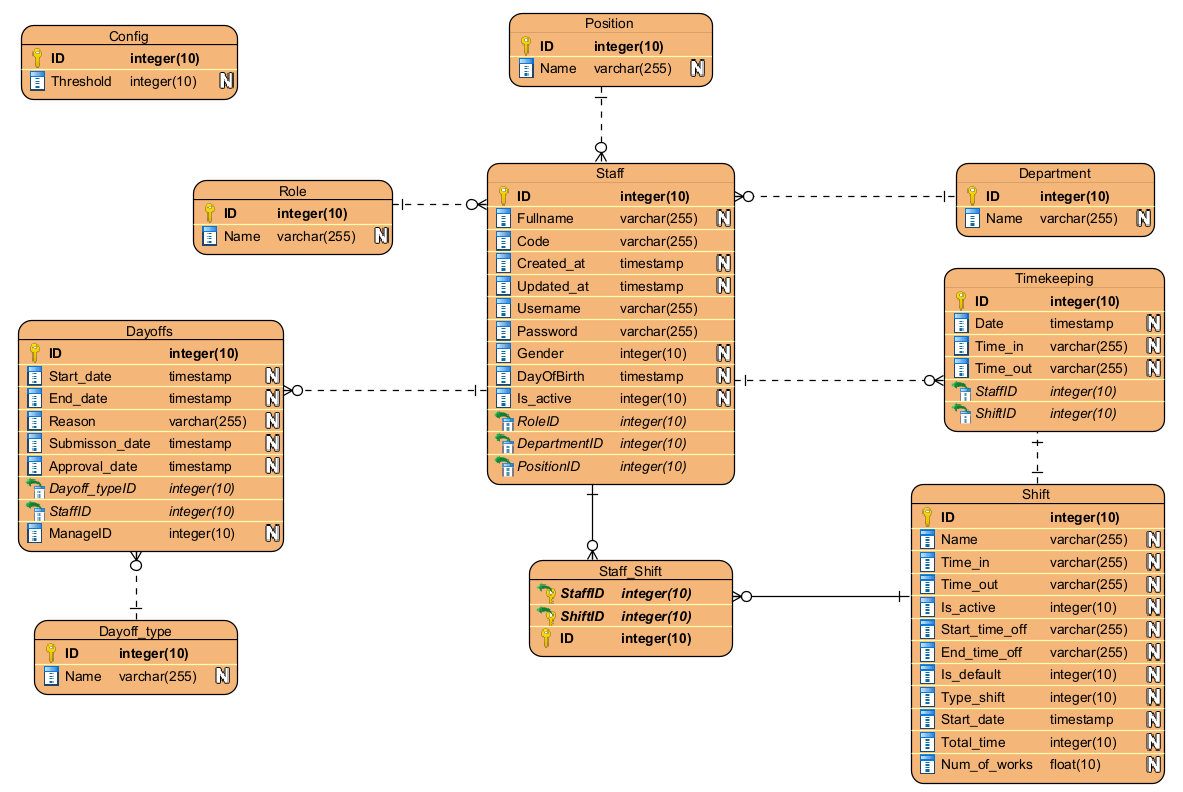 Config
ID integer(10)
Threshold integer(10) N
Position
ID integer(10)
Name varchar(255) N
Role
ID integer(10)
Name varchar(255) N
Staff
ID integer(10)
Fullname varchar(255) N
Code varchar(255)
Created_at timestamp N
Updated_at timestamp N
Username varchar(255)
Password varchar(255)
Gender integer(10) N
DayOfBirth timestamp N
Is_active integer(10) N
RoleID integer(10)
DepartmentID integer(10)
PositionID integer(10)
Department
ID integer(10)
Name varchar(255) N
Timekeeping
ID integer(10)
Date timestamp N
Time_in varchar(255) N
Time_out varchar(255) N
StaffID integer(10)
ShiftID integer(10)
Dayoffs
ID integer(10)
Start_date timestamp N
End_date timestamp N
Reason varchar(255) N
Submisson_date timestamp N
Approval_date timestamp N
Dayoff_typeID integer(10)
StaffID integer(10)
ManageID integer(10) N
Dayoff_type
ID integer(10)
Name varchar(255) N
Staff_Shift
StaffID integer(10)
ShiftID integer(10)
ID integer(10)
Shift
ID integer(10)
Name varchar(255) N
Time_in varchar(255) N
Time_out varchar(255) N
Is_active integer(10) N
Start_time_off varchar(255) N
End_time_off varchar(255) N
Is_default integer(10) N
Type_shift integer(10) N
Start_date timestamp N
Total_time integer(10) N
Num_of_works float(10) N